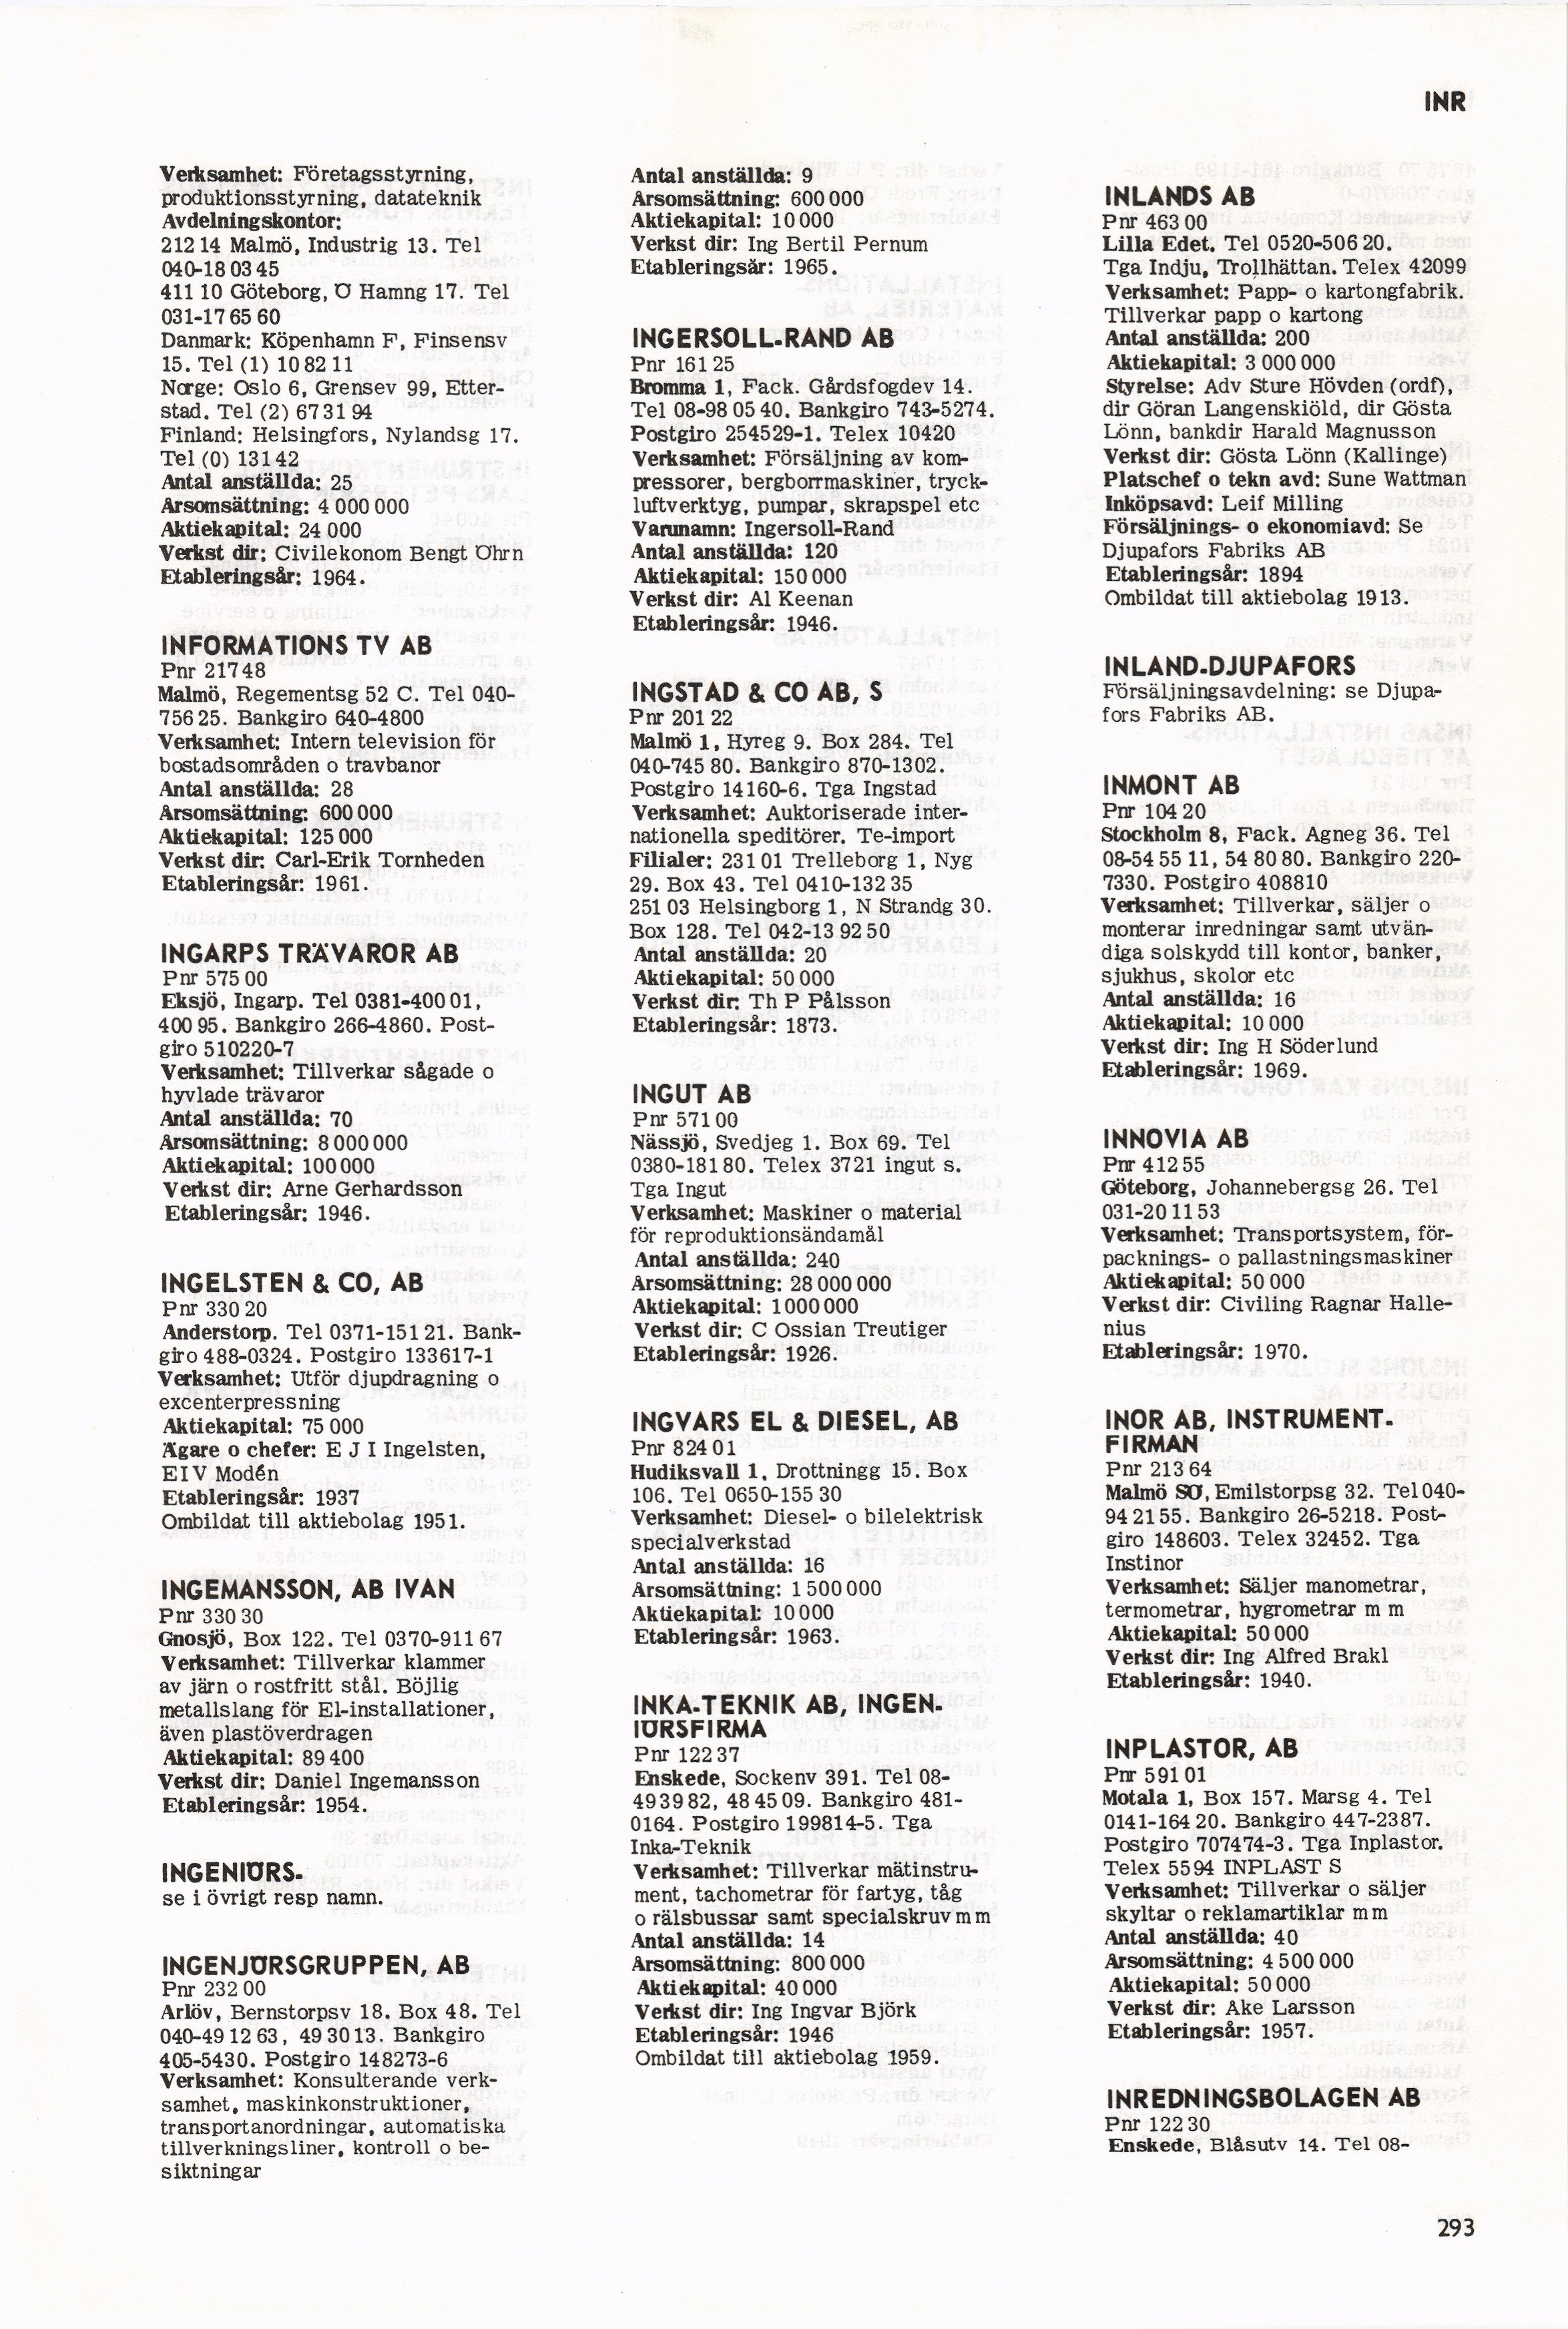 INR
Verksamhet: Företagsstyrning,
produktionsstyrning, datateknik
Avdelningskontor:
212 14 Malmö, Industrig 13. Tel
040-18 03 45
411 10 Göteborg, Ö Hamng 17. Tel
031-17 65 60
Danmark: Köpenhamn F, Finsensv
15. Tel (1) 10 82 11
Norge: Oslo 6, Grensev 99, Etter-
stad. Tel (2) 67 31 94
Finland: Helsingfors, Nylandsg 17.
Tel (0) 131 42
Antal anställda: 25
Årsomsättning: 4 000 000
Aktiekapital: 24 000
Verkst dir: Civilekonom Bengt Öhrn
Etableringsår: 1964.
INFORMATIONS TV AB
Pnr 217 48
Malmö, Regementsg 52 C. Tel 040-
756 25. Bankgiro 640-4800
Verksamhet: Intern television för
bostadsområden o travbanor
Antal anställda: 28
Årsomsättning: 600 000
Aktiekapital: 125 000
Verkst dir: Carl-Erik Tornheden
Etableringsår: 1961.
INGARPS TRÄVAROR AB
Pnr 575 00
Eksjö, Ingarp. Tel 0381-400 01,
400 95. Bankgiro 266-4860. Post-
giro 510220-7
Verksamhet: Tillverkar sågade o
hyvlade trävaror
Antal anställda: 70
Årsomsättning: 8 000 000
Aktiekapital: 100 000
Verkst dir: Arne Gerhardsson
Etableringsår: 1946.
INGELSTEN & CO, AB
Pnr 330 20
Anderstorp. Tel 0371-151 21. Bank-
giro 488-0324. Postgiro 133617-1
Verksamhet: Utför djupdragning o
excenterpressning
Aktiekapital: 75 000
Ägare o chefer: E J I Ingelsten,
E I V Modén
Etableringsår: 1937
Ombildat till aktiebolag 1951.
INGEMANSSON, AB IVAN
Pnr 330 30
Gnosjö, Box 122. Tel 0370-911 67
Verksamhet: Tillverkar klammer
av järn o rostfritt stål. Böjlig
metallslang för El-installationer,
även plastöverdragen
Aktiekapital: 89 400
Verkst dir: Daniel Ingemansson
Etableringsår: 1954.
INGENIÖRS-
se i övrigt resp namn.
INGENJÖRSGRUPPEN, AB
Pnr 232 00
Arlöv, Bernstorpsv 18. Box 48. Tel
040-49 12 63, 49 30 13. Bankgiro
405-5430. Postgiro 148273-6
Verksamhet: Konsulterande verk-
samhet, maskinkonstruktioner,
transportanordningar, automatiska
tillverkningsliner, kontroll o be-
siktningar
Antal anställda: 9
Årsomsättning: 600 000
Aktiekapital: 10 000
Verkst dir: Ing Bertil Pernum
Etableringsår: 1965.
INGERSOLL-RAND AB
Pnr 161 25
Bromma 1, Fack. Gårdsfogdev 14.
Tel 08-98 05 40. Bankgiro 743-5274.
Postgiro 254529-1. Telex 10420
Verksamhet: Försäljning av kom-
pressorer, bergborrmaskiner, tryck-
luftverktyg, pumpar, skrapspel etc
Varunamn: Ingersoll-Rand
Antal anställda: 120
Aktiekapital: 150 000
Verkst dir: Al Keenan
Etableringsår: 1946.
INGSTAD & CO AB, S
Pnr 201 22
Malmö 1, Hyreg 9. Box 284. Tel
040-745 80. Bankgiro 870-1302.
Postgiro 14160-6. Tga Ingstad
Verksamhet: Auktoriserade inter-
nationella speditörer. Te-import
Filialer: 231 01 Trelleborg 1, Nyg
29. Box 43. Tel 0410-132 35
251 03 Helsingborg 1, N Strandg 30.
Box 128. Tel 042-13 92 50
Antal anställda: 20
Aktiekapital: 50 000
Verkst dir: Th P Pålsson
Etableringsår: 1873.
INGUT AB
Pnr 571 00
Nässjö, Svedjeg 1. Box 69. Tel
0380-181 80. Telex 3721 ingut s.
Tga Ingut
Verksamhet: Maskiner o material
för reproduktionsändamål
Antal anställda: 240
Årsomsättning: 28 000 000
Aktiekapital: 1 000 000
Verkst dir: C Ossian Treutiger
Etableringsår: 1926.
INGVARS EL & DIESEL, AB
Pnr 824 01
Hudiksvall 1, Drottningg 15. Box
106. Tel 0650-155 30
Verksamhet: Diesel- o bilelektrisk
specialverkstad
Antal anställda: 16
Årsomsättning: 1 500 000
Aktiekapital: 10 000
Etableringsår: 1963.
INKA-TEKNIK AB, INGEN-
IÖRSFIRMA
Pnr 122 37
Enskede, Sockenv 391. Tel 08-
49 39 82, 48 45 09. Bankgiro 481-
0164. Postgiro 199814-5. Tga
Inka-Teknik
Verksamhet: Tillverkar mätinstru-
ment, tachometrar för fartyg, tåg
o rälsbussar samt specialskruv m m
Antal anställda: 14
Årsomsättning: 800 000
Aktiekapital: 40 000
Verkst dir: Ing Ingvar Björk
Etableringsår: 1946
Ombildat till aktiebolag 1959.
INLANDS AB
Pnr 463 00
Lilla Edet. Tel 0520-506 20.
Tga Indju, Trollhättan. Telex 42099
Verksamhet: Papp- o kartongfabrik.
Tillverkar papp o kartong
Antal anställda: 200
Aktiekapital: 3 000 000
Styrelse: Adv Sture Hövden (ordf),
dir Göran Langenskiöld, dir Gösta
Lönn, bankdir Harald Magnusson
Verkst dir: Gösta Lönn (Kallinge)
Platschef o tekn avd: Sune Wattman
Inköpsavd: Leif Milling
Försäljnings- o ekonomiavd: Se
Djupafors Fabriks AB
Etableringsår: 1894
Ombildat till aktiebolag 1913.
INLAND-DJUPAFORS
Försäljningsavdelning: se Djupa-
fors Fabriks AB.
INMONT AB
Pnr 104 20
Stockholm 8, Fack. Agneg 36. Tel
08-54 55 11, 54 80 80. Bankgiro 220-
7330. Postgiro 408810
Verksamhet: Tillverkar, säljer o
monterar inredningar samt utvän-
diga solskydd till kontor, banker,
sjukhus, skolor etc
Antal anställda: 16
Aktiekapital: 10 000
Verkst dir: Ing H Söderlund
Etableringsår: 1969.
INNOVIA AB
Pnr 412 55
Göteborg, Johannebergsg 26. Tel
031-20 11 53
Verksamhet: Transportsystem, för-
packnings- o pallastningsmaskiner
Aktiekapital: 50 000
Verkst dir: Civiling Ragnar Halle-
nius
Etableringsår: 1970.
INOR AB, INSTRUMENT-
FIRMAN
Pnr 213 64
Malmö SÖ, Emilstorpsg 32. Tel 040-
94 21 55. Bankgiro 26-5218. Post-
giro 148603. Telex 32452. Tga
Instinor
Verksamhet: Säljer manometrar,
termometrar, hygrometrar m m
Aktiekapital: 50 000
Verkst dir: Ing Alfred Brakl
Etableringsår: 1940.
INPLASTOR, AB
Pnr 591 01
Motala 1, Box 157. Marsg 4. Tel
0141-164 20. Bankgiro 447-2387.
Postgiro 707474-3. Tga Inplastor.
Telex 5594 INPLAST S
Verksamhet: Tillverkar o säljer
skyltar o reklamartiklar m m
Antal anställda: 40
Årsomsättning: 4 500 000
Aktiekapital: 50 000
Verkst dir: Åke Larsson
Etableringsår: 1957.
INREDNINGSBOLAGEN AB
Pnr 122 30
Enskede, Blåsutv 14. Tel 08-
293